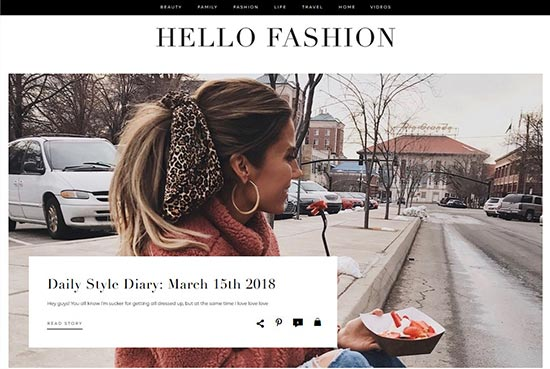 BEAUTY FAMILY FASHION LIFE TRAVEL HOME VIDEOS
HELLO FASHION
Daily Style Diary: March 15th 2018
Hey guys! You all know I'm sucker for getting all dressed up, but at the same time I love love love
READ STORY